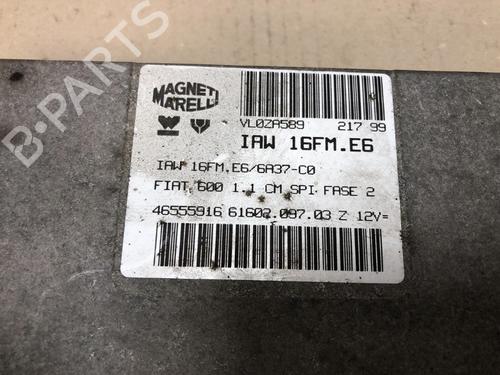 MAGNETI
MARELLI
VL0ZA589 217 99
IAW 16FM.E6
IAW 16FM.E6/6A37-C0
FIAT 600 1.1 CM SPI FASE 2
46555916 61602.097.03 Z 12V=
B-PARTS